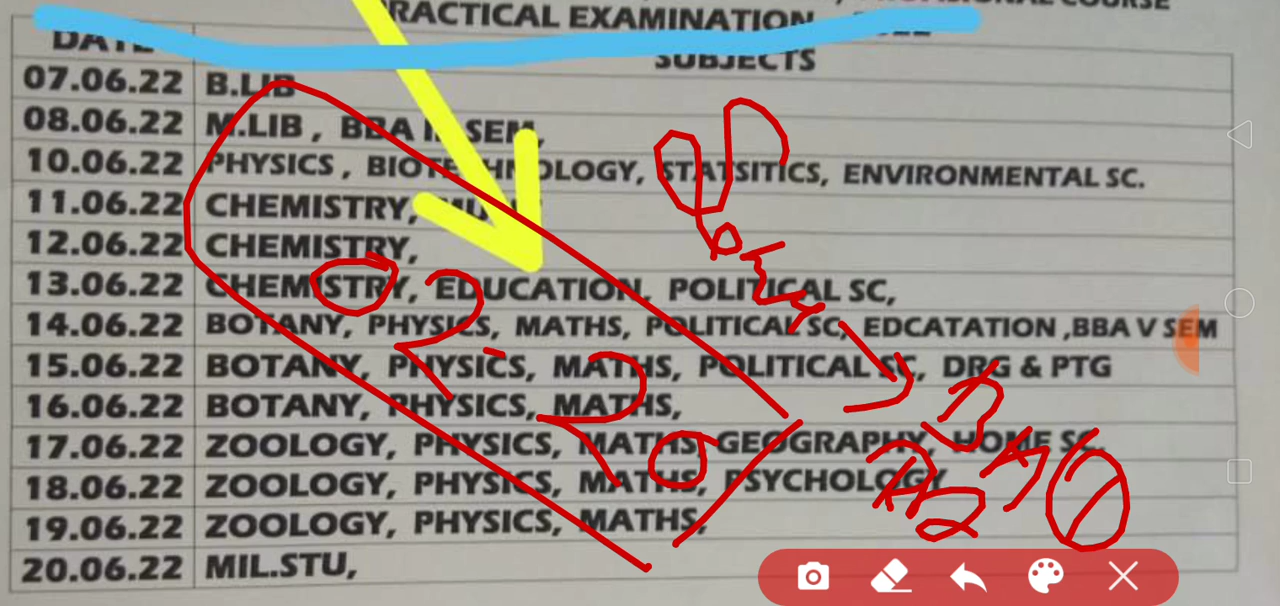 PRACTICAL EXAMINATION
DATE SUBJECTS
07.06.22 B.LIB
08.06.22 M.LIB , BBA SEM,
10.06.22 PHYSICS , BIOTECHNOLOGY, STATSITICS, ENVIRONMENTAL SC.
11.06.22 CHEMISTRY,
12.06.22 CHEMISTRY,
13.06.22 CHEMISTRY, EDUCATION, POLITICAL SC,
14.06.22 BOTANY, PHYSICS, MATHS, POLITICAL SC, EDCATATION ,BBA V SEM
15.06.22 BOTANY, PHYSICS, MATHS, POLITICAL SC, DRG & PTG
16.06.22 BOTANY, PHYSICS, MATHS,
17.06.22 ZOOLOGY, PHYSICS, MATHS, GEOGRAPHY, HOME SC,
18.06.22 ZOOLOGY, PHYSICS, MATHS, PSYCHOLOGY
19.06.22 ZOOLOGY, PHYSICS, MATHS,
20.06.22 MIL.STU,